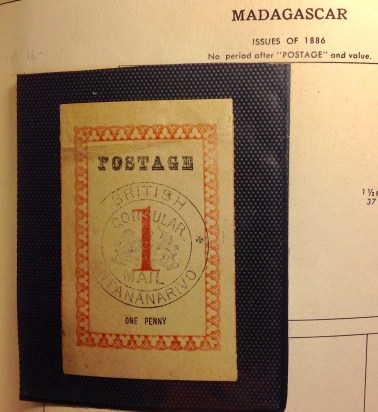 MADAGASCAR
ISSUES OF 1886
No period after "POSTAGE" and value.
POSTAGE
BRITISH
CONSULAR
1
MAIL
ANTANANARIVO
ONE PENNY
1½
37